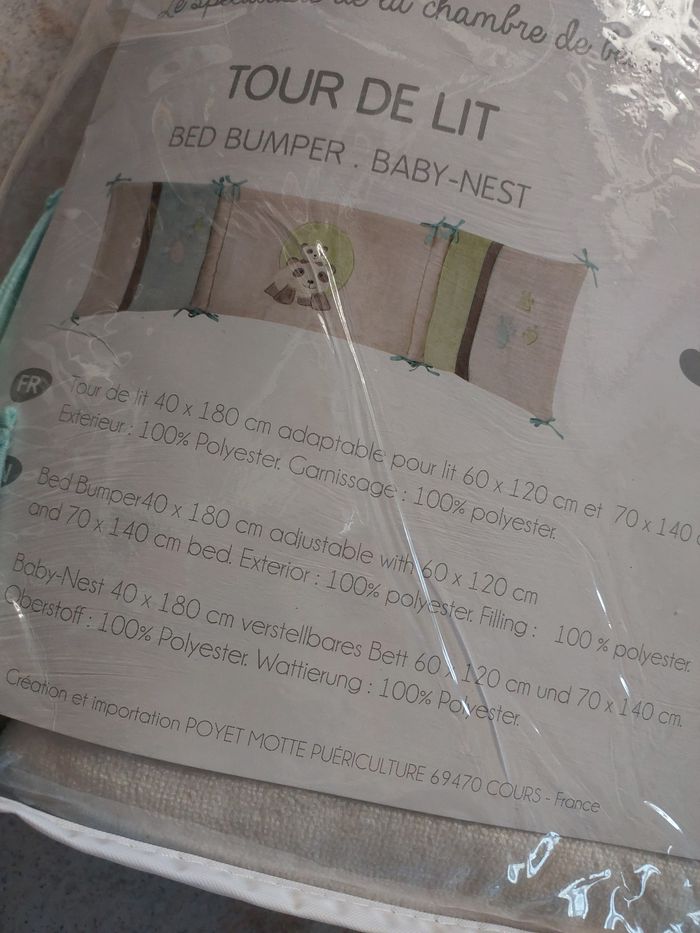 de la chambre de
TOUR DE LIT
BED BUMPER . BABY-NEST
FR
Tour de lit 40 x 180 cm adaptable pour lit 60 x 120 cm et 70 x 140
Exterieur : 100% Polyester. Garnissage : 100% polyester.
Bed Bumper40 x 180 cm adjustable with 60 x 120 cm
and 70 x 140 cm bed. Exterior : 100% polyester. Filling : 100 % polyester.
Baby-Nest 40 x 180 cm verstellbares Bett 60 x 120 cm und 70 x 140 cm.
Oberstoff : 100% Polyester. Wattierung : 100% Polyester.
Création et importation POYET MOTTE PUÉRICULTURE 69470 COURS - France